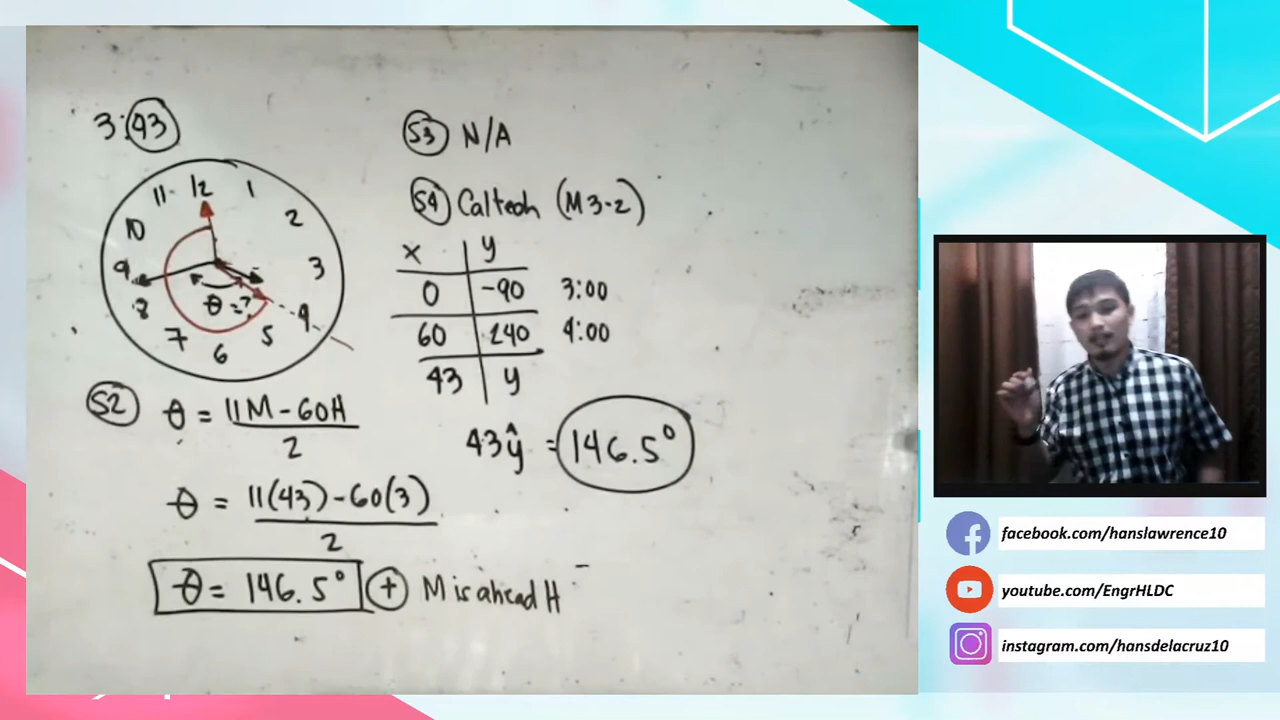 3:43
12
1
2
3
4
5
6
7
8
9
10
11
θ = ?
S2 θ = 11M - 60H / 2
θ = 11(43) - 60(3) / 2
θ = 146.5° (+) M is ahead H
-
S3 N/A
S4 Caltech (M 3-2)
x y
0 -90 3:00
60 240 4:00
43 y
43ŷ = 146.5°
facebook.com/hanslawrence10
youtube.com/EngrHLDC
instagram.com/hansdelacruz10